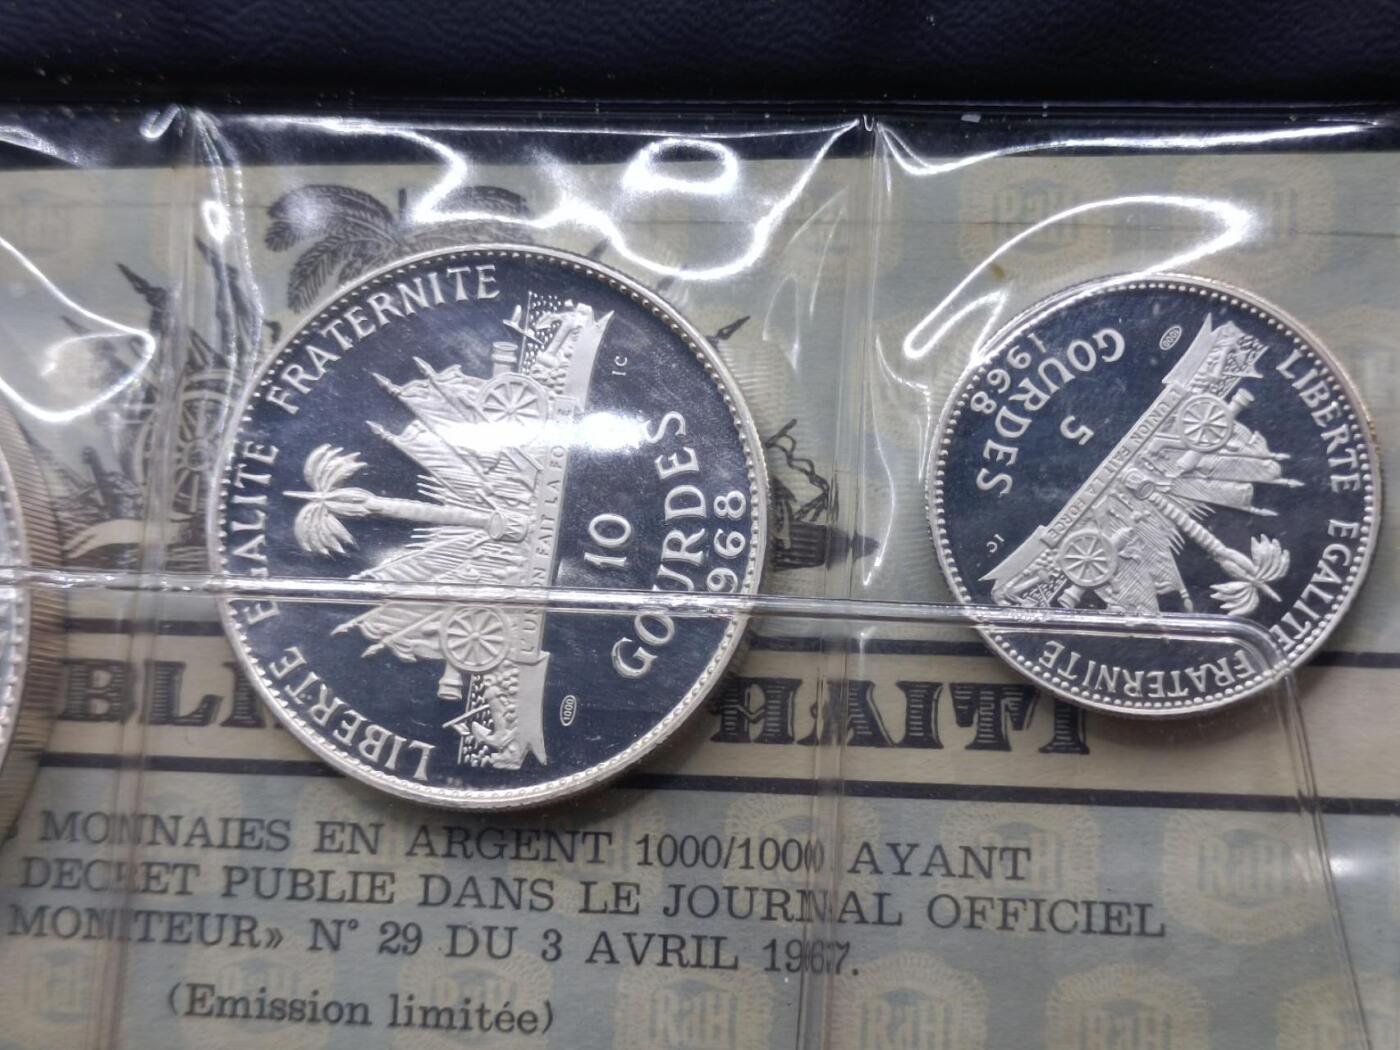 LIBERTE EGALITE FRATERNITE
L'UNION FAIT LA FORCE
IC
1000
10
GOURDES
1968
LIBERTE EGALITE FRATERNITE
L'UNION FAIT LA FORCE
IC
1000
5
GOURDES
1968
HAITI
MONNAIES EN ARGENT 1000/1000 AYANT
DECRET PUBLIE DANS LE JOURNAL OFFICIEL
MONITEUR» N° 29 DU 3 AVRIL 1967.
(Emission limitée)
RdH